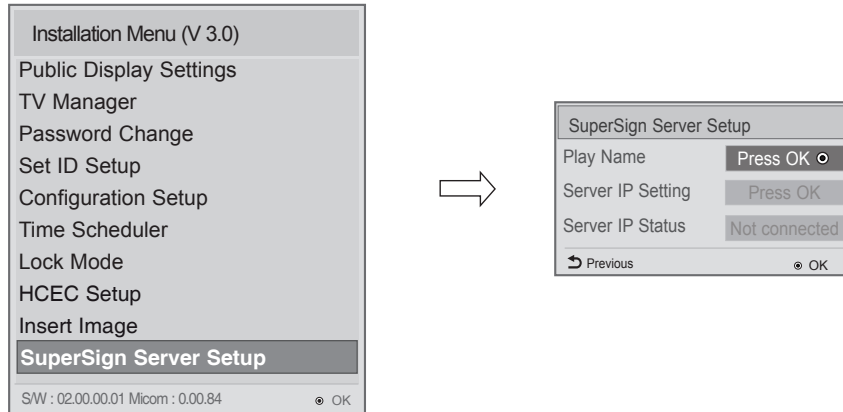 Installation Menu (V 3.0)
Public Display Settings
TV Manager
Password Change
Set ID Setup
Configuration Setup
Time Scheduler
Lock Mode
HCEC Setup
Insert Image
SuperSign Server Setup
S/W : 02.00.00.01 Micom : 0.00.84 OK
SuperSign Server Setup
Play Name Press OK
Server IP Setting Press OK
Server IP Status Not connected
Previous OK